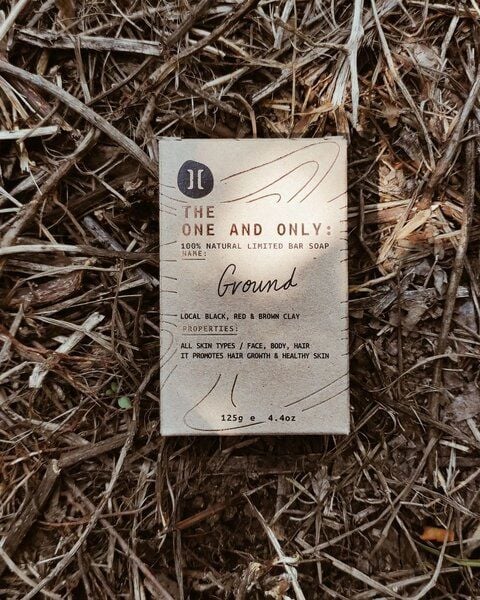 THE
ONE AND ONLY:
100% NATURAL LIMITED BAR SOAP
NAME:
Ground
LOCAL BLACK, RED & BROWN CLAY
PROPERTIES:
ALL SKIN TYPES / FACE, BODY, HAIR
IT PROMOTES HAIR GROWTH & HEALTHY SKIN
125g e 4.4oz